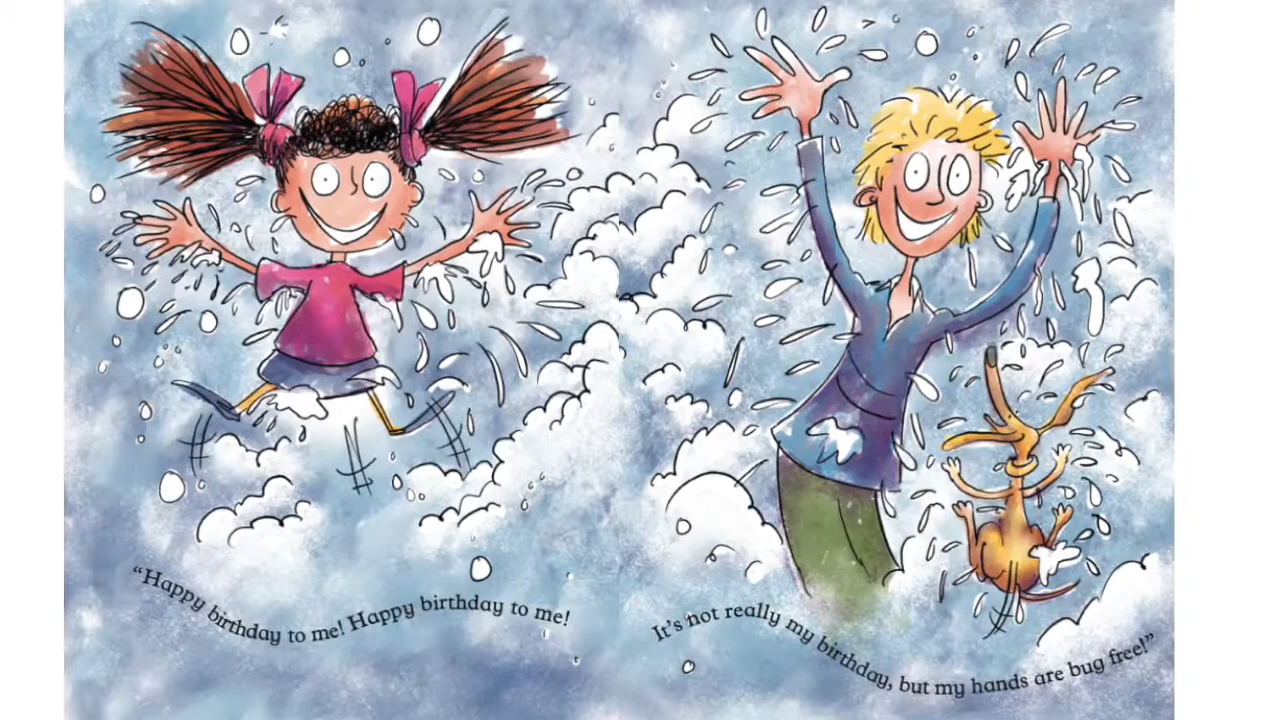 “Happy birthday to me! Happy birthday to me!
It’s not really my birthday, but my hands are bug free!”